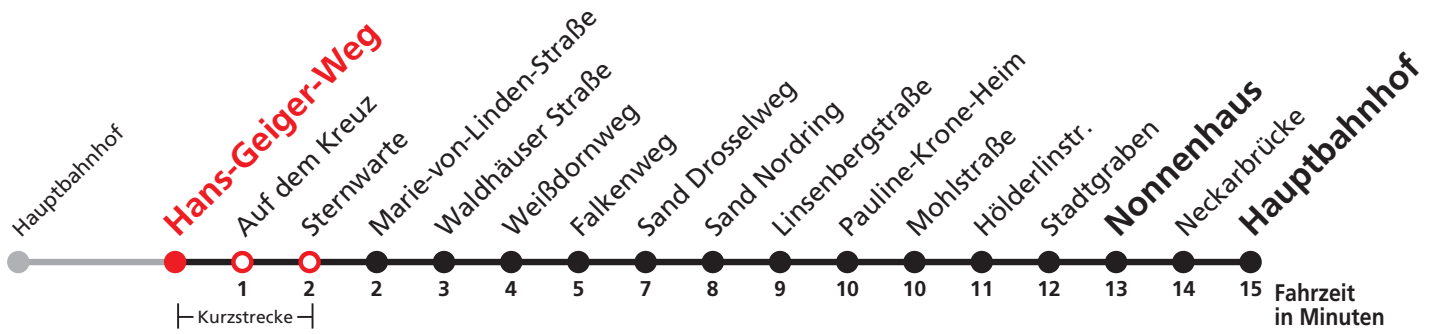 Hauptbahnhof
Hans-Geiger-Weg
Auf dem Kreuz
Sternwarte
Marie-von-Linden-Straße
Waldhäuser Straße
Weißdornweg
Falkenweg
Sand Drosselweg
Sand Nordring
Linsenbergstraße
Pauline-Krone-Heim
Mohlstraße
Hölderlinstr.
Stadtgraben
Nonnenhaus
Neckarbrücke
Hauptbahnhof
1 2 2 3 4 5 7 8 9 10 10 11 12 13 14 15
Fahrzeit
in Minuten
Kurzstrecke